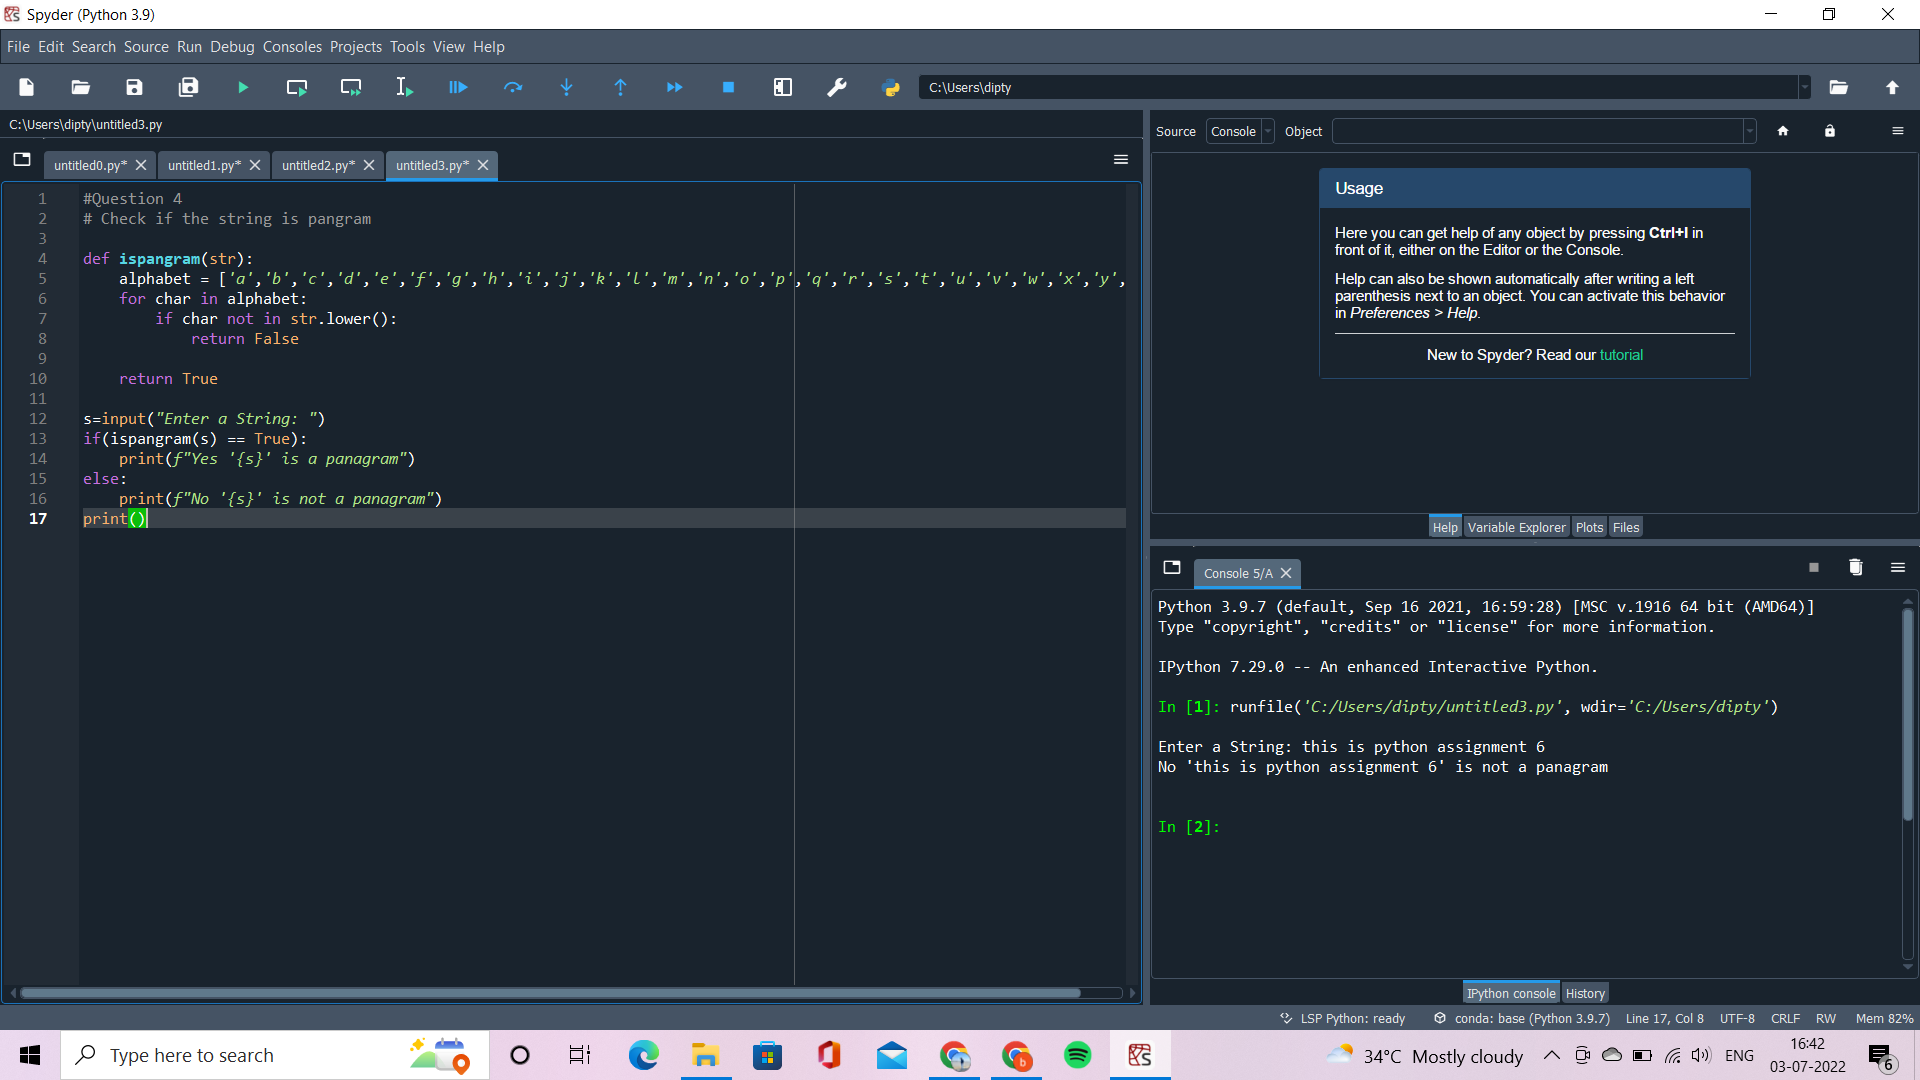 Spyder (Python 3.9)
File Edit Search Source Run Debug Consoles Projects Tools View Help
C:\Users\dipty
C:\Users\dipty\untitled3.py
untitled0.py* untitled1.py* untitled2.py* untitled3.py*
1 #Question 4
2 # Check if the string is pangram
3
4 def ispangram(str):
5 alphabet = ['a','b','c','d','e','f','g','h','i','j','k','l','m','n','o','p','q','r','s','t','u','v','w','x','y',
6 for char in alphabet:
7 if char not in str.lower():
8 return False
9
10 return True
11
12 s=input("Enter a String: ")
13 if(ispangram(s) == True):
14 print(f"Yes '{s}' is a panagram")
15 else:
16 print(f"No '{s}' is not a panagram")
17 print()
Source Console Object
Usage
Here you can get help of any object by pressing Ctrl+I in
front of it, either on the Editor or the Console.
Help can also be shown automatically after writing a left
parenthesis next to an object. You can activate this behavior
in Preferences > Help.
New to Spyder? Read our tutorial
Help Variable Explorer Plots Files
Console 5/A
Python 3.9.7 (default, Sep 16 2021, 16:59:28) [MSC v.1916 64 bit (AMD64)]
Type "copyright", "credits" or "license" for more information.
IPython 7.29.0 -- An enhanced Interactive Python.
In [1]: runfile('C:/Users/dipty/untitled3.py', wdir='C:/Users/dipty')
Enter a String: this is python assignment 6
No 'this is python assignment 6' is not a panagram
In [2]:
IPython console History
LSP Python: ready conda: base (Python 3.9.7) Line 17, Col 8 UTF-8 CRLF RW Mem 82%
Type here to search
34°C Mostly cloudy ENG
16:42
03-07-2022
6